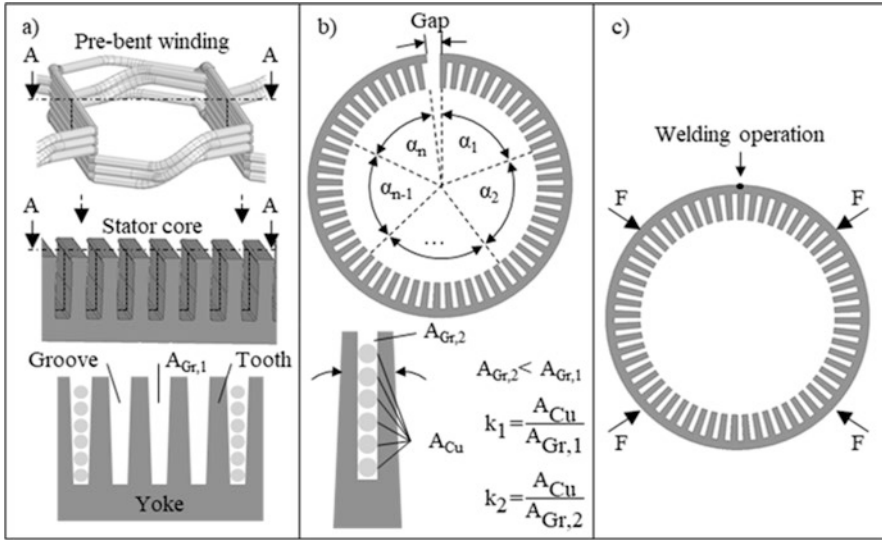 a)
Pre-bent winding
A A
A Stator core A
Groove A_Gr,1 Tooth
Yoke
b)
Gap
α_n α_1
α_n-1 α_2
...
A_Gr,2
A_Gr,2 < A_Gr,1
A_Cu
k_1 = A_Cu / A_Gr,1
k_2 = A_Cu / A_Gr,2
c)
Welding operation
F F
F F